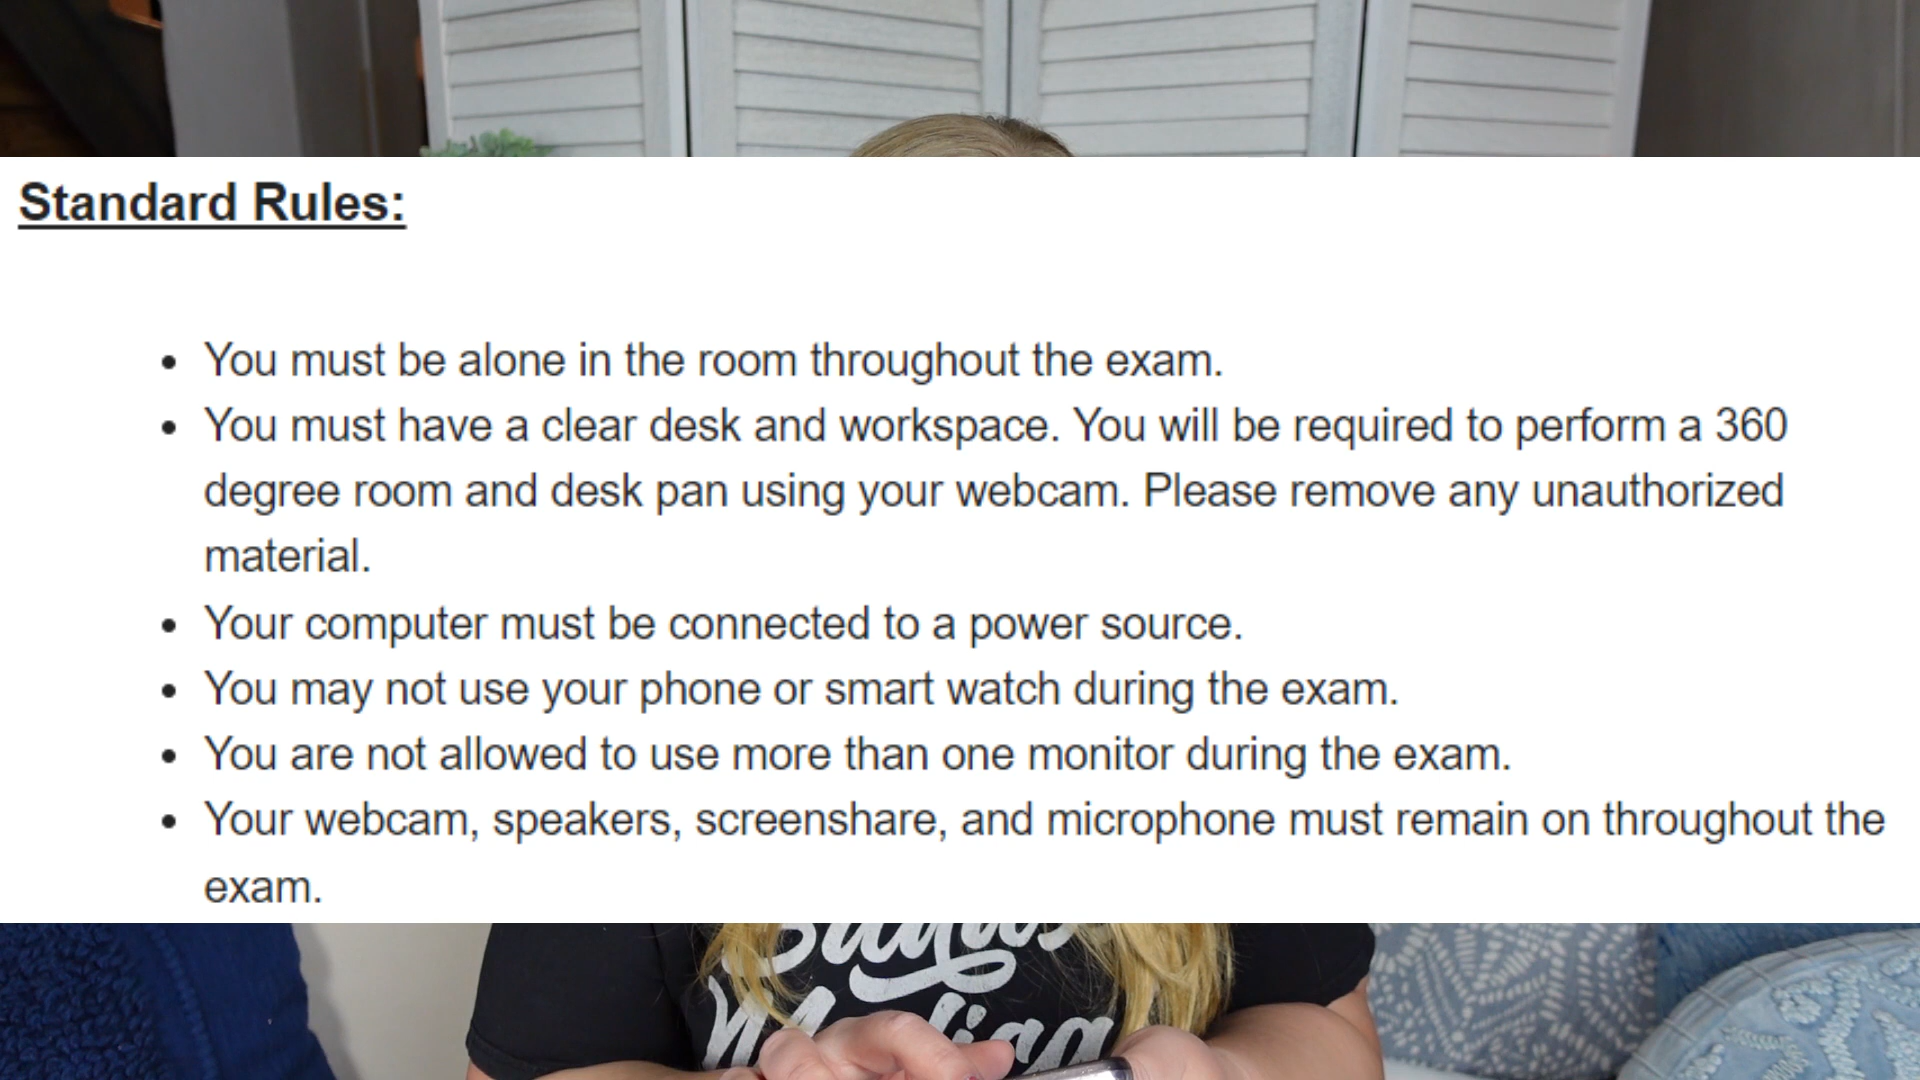 Standard Rules:
• You must be alone in the room throughout the exam.
• You must have a clear desk and workspace. You will be required to perform a 360
degree room and desk pan using your webcam. Please remove any unauthorized
material.
• Your computer must be connected to a power source.
• You may not use your phone or smart watch during the exam.
• You are not allowed to use more than one monitor during the exam.
• Your webcam, speakers, screenshare, and microphone must remain on throughout the
exam.